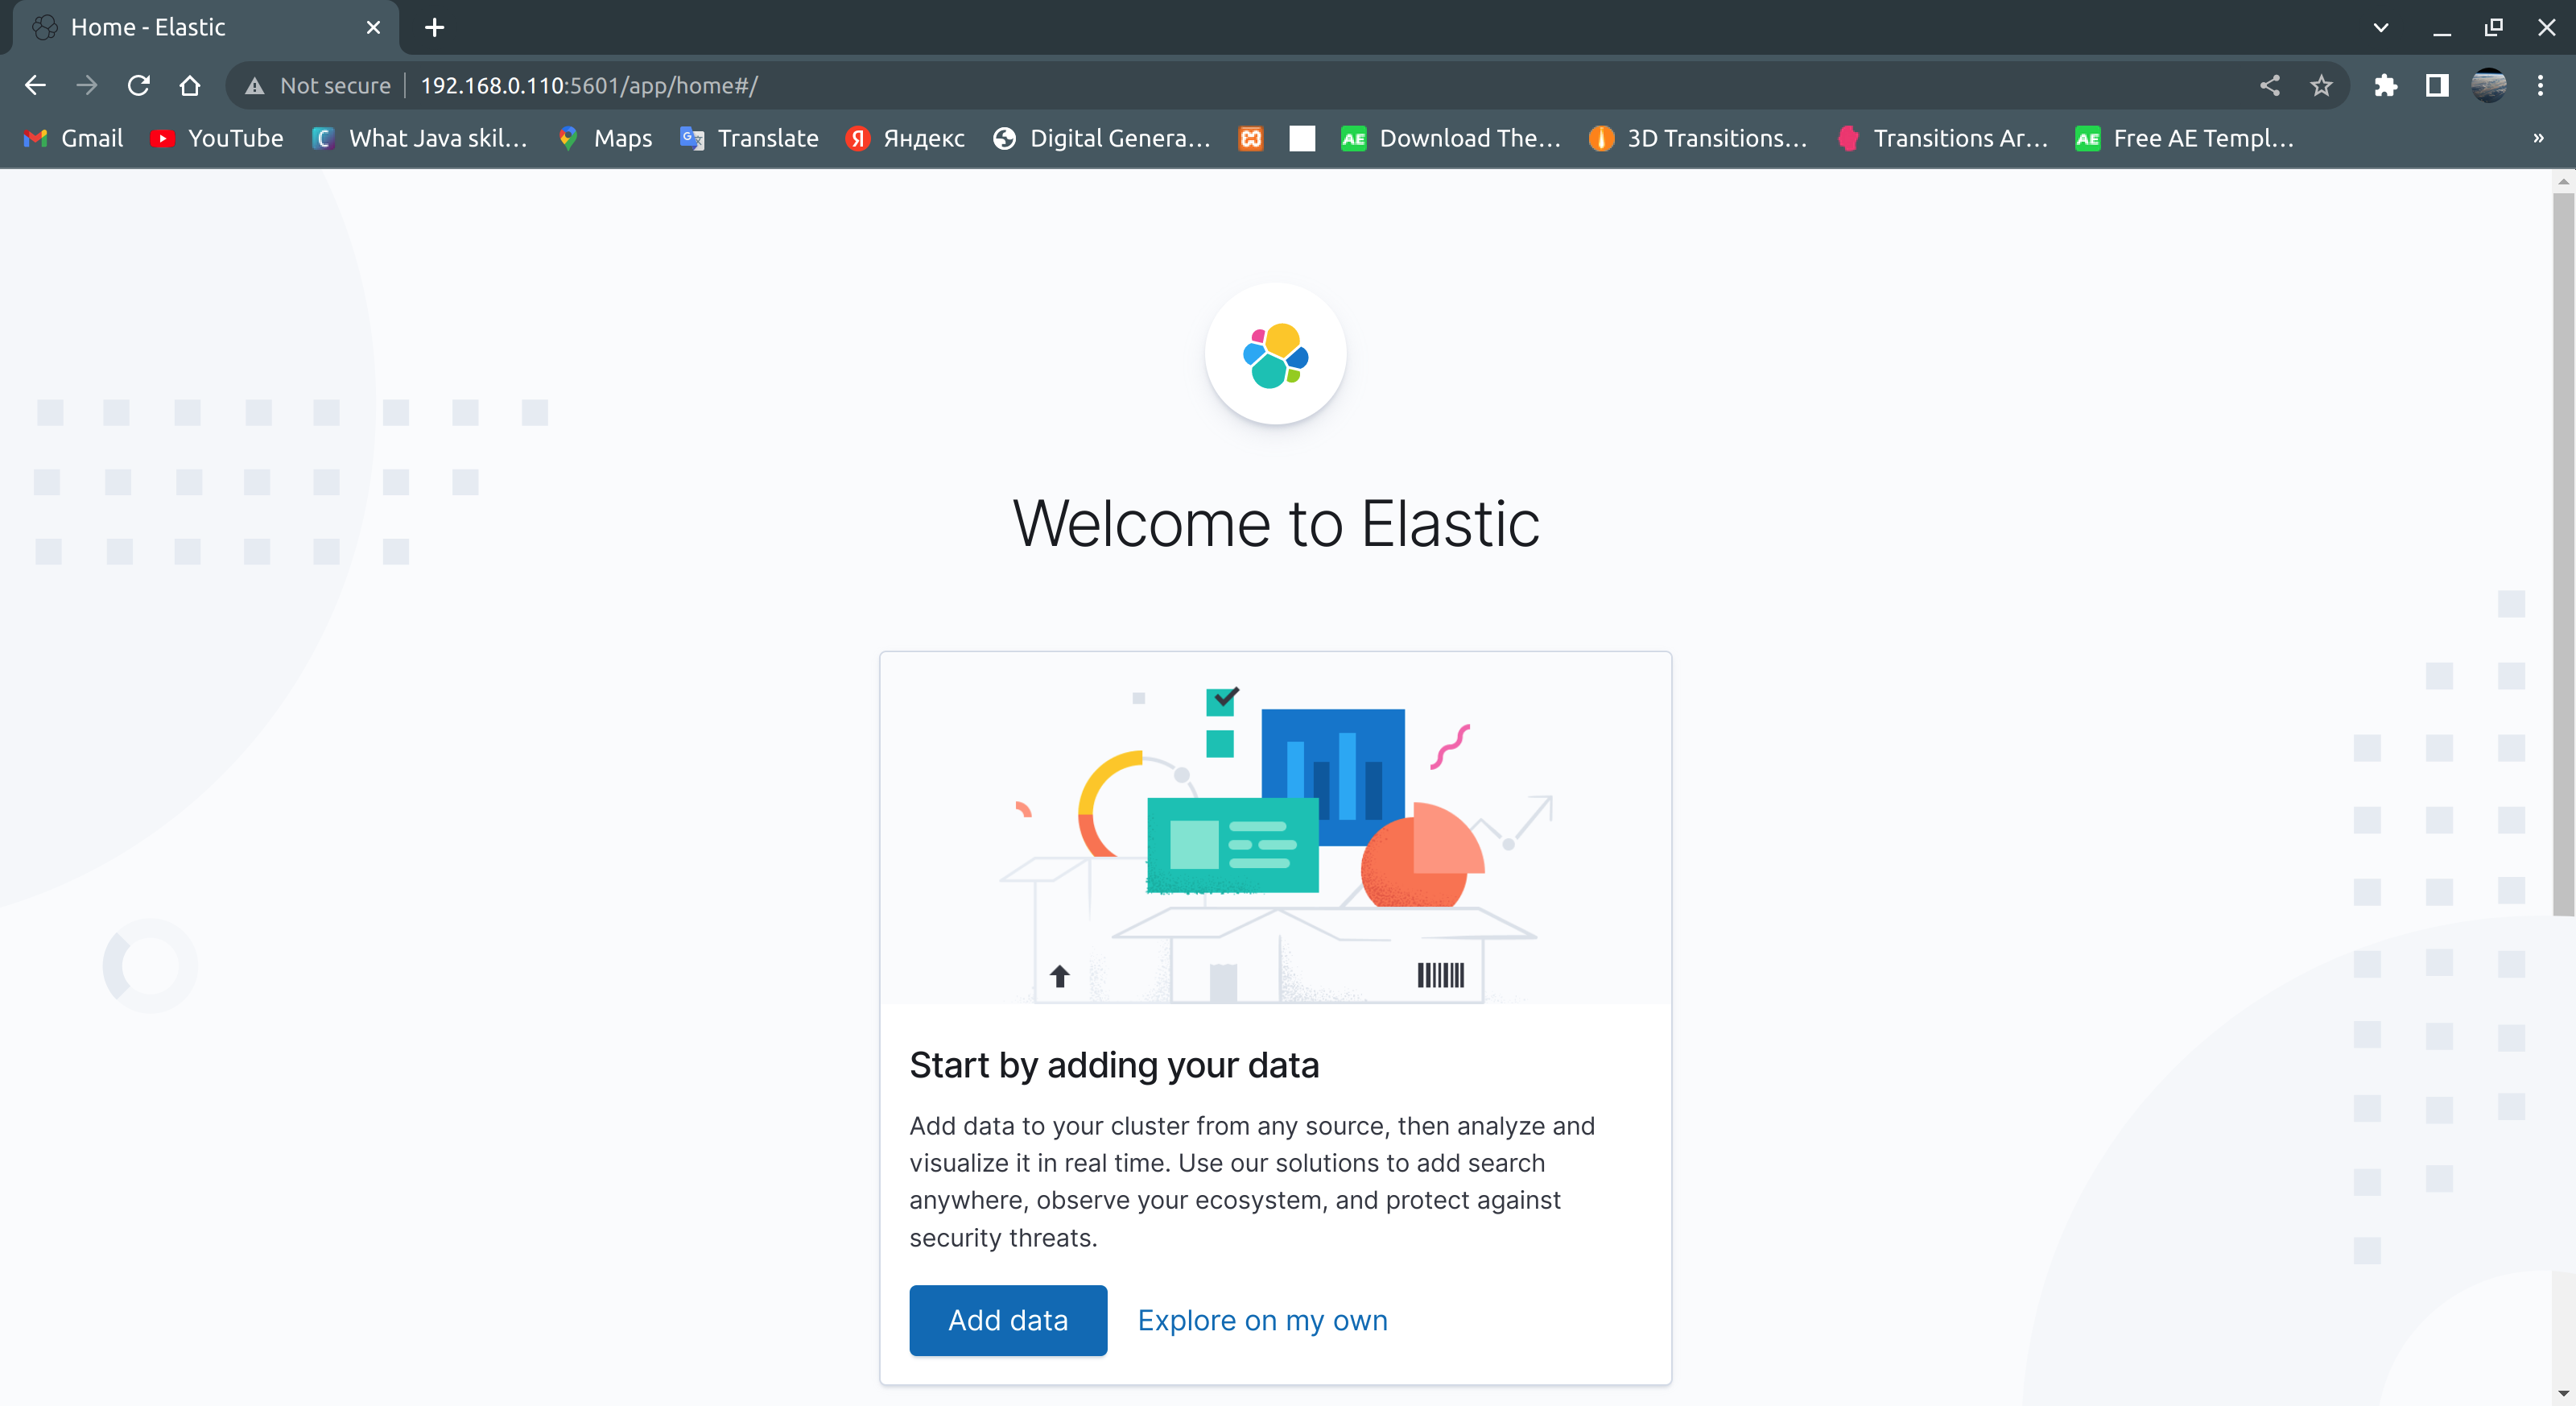 Home - Elastic
Not secure 192.168.0.110:5601/app/home#/
Gmail YouTube What Java skil... Maps Translate Яндекс Digital Genera... Download The... 3D Transitions... Transitions Ar... Free AE Templ... »
Welcome to Elastic
Start by adding your data
Add data to your cluster from any source, then analyze and
visualize it in real time. Use our solutions to add search
anywhere, observe your ecosystem, and protect against
security threats.
Add data Explore on my own